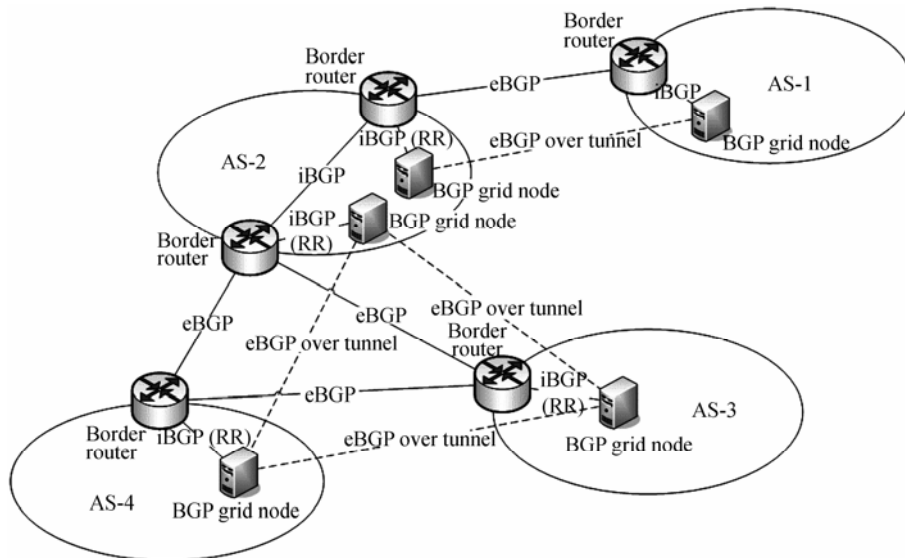 Border
router
AS-1
Border
router
eBGP
iBGP
BGP grid node
iBGP (RR)
eBGP over tunnel
AS-2
iBGP
BGP grid node
iBGP
(RR)
BGP grid node
Border
router
eBGP
eBGP over tunnel
eBGP
eBGP over tunnel
Border
router
eBGP
iBGP
(RR)
AS-3
BGP grid node
Border
router
iBGP (RR)
eBGP over tunnel
AS-4
BGP grid node